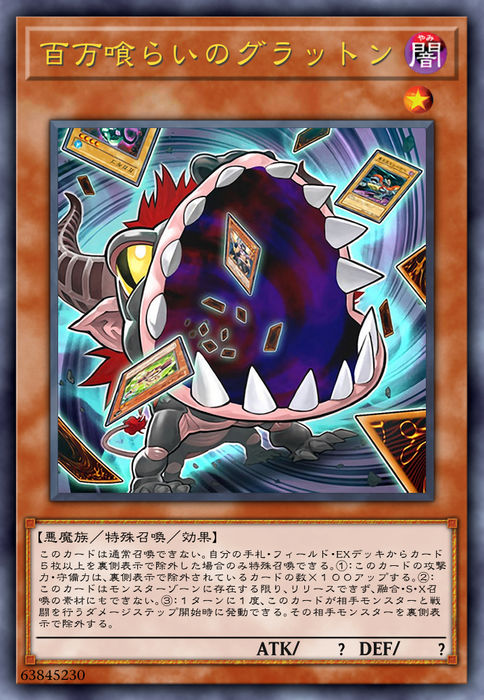 百万喰らいのグラットン
やみ
闇
【悪魔族／特殊召喚／効果】
このカードは通常召喚できない。自分の手札・フィールド・EXデッキからカード
５枚以上を裏側表示で除外した場合のみ特殊召喚できる。①：このカードの攻撃
力・守備力は、裏側表示で除外されているカードの数×１００アップする。②：
このカードはモンスターゾーンに存在する限り、リリースできず、融合・S・X召
喚の素材にもできない。③：１ターンに１度、このカードが相手モンスターと戦
闘を行うダメージステップ開始時に発動できる。その相手モンスターを裏側表示
で除外する。
ATK/ ? DEF/ ?
63845230